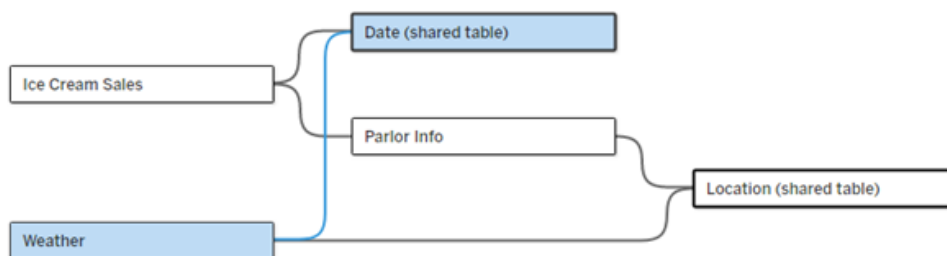 Date (shared table)
Ice Cream Sales
Parlor Info
Location (shared table)
Weather